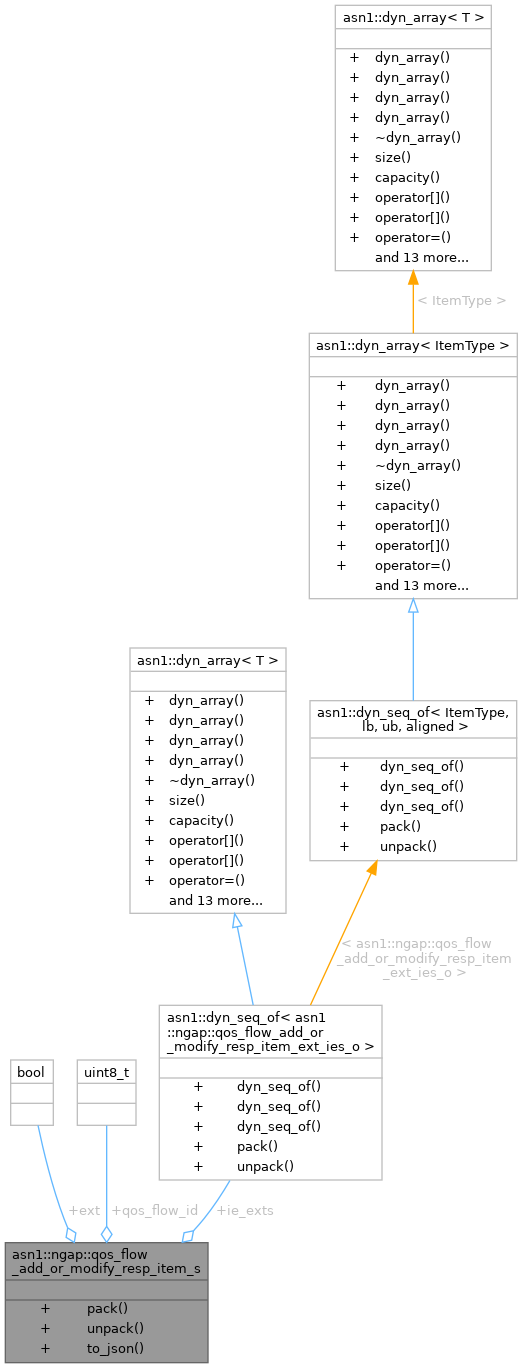 asn1::dyn_array< T >
+ dyn_array()
+ dyn_array()
+ dyn_array()
+ dyn_array()
+ ~dyn_array()
+ size()
+ capacity()
+ operator[]()
+ operator[]()
+ operator=()
and 13 more...
< ItemType >
asn1::dyn_array< ItemType >
+ dyn_array()
+ dyn_array()
+ dyn_array()
+ dyn_array()
+ ~dyn_array()
+ size()
+ capacity()
+ operator[]()
+ operator[]()
+ operator=()
and 13 more...
asn1::dyn_array< T >
+ dyn_array()
+ dyn_array()
+ dyn_array()
+ dyn_array()
+ ~dyn_array()
+ size()
+ capacity()
+ operator[]()
+ operator[]()
+ operator=()
and 13 more...
asn1::dyn_seq_of< ItemType,
lb, ub, aligned >
+ dyn_seq_of()
+ dyn_seq_of()
+ dyn_seq_of()
+ pack()
+ unpack()
< asn1::ngap::qos_flow
_add_or_modify_resp_item
_ext_ies_o >
asn1::dyn_seq_of< asn1
::ngap::qos_flow_add_or
_modify_resp_item_ext_ies_o >
+ dyn_seq_of()
+ dyn_seq_of()
+ dyn_seq_of()
+ pack()
+ unpack()
bool
uint8_t
+ext
+qos_flow_id
+ie_exts
asn1::ngap::qos_flow
_add_or_modify_resp_item_s
+ pack()
+ unpack()
+ to_json()